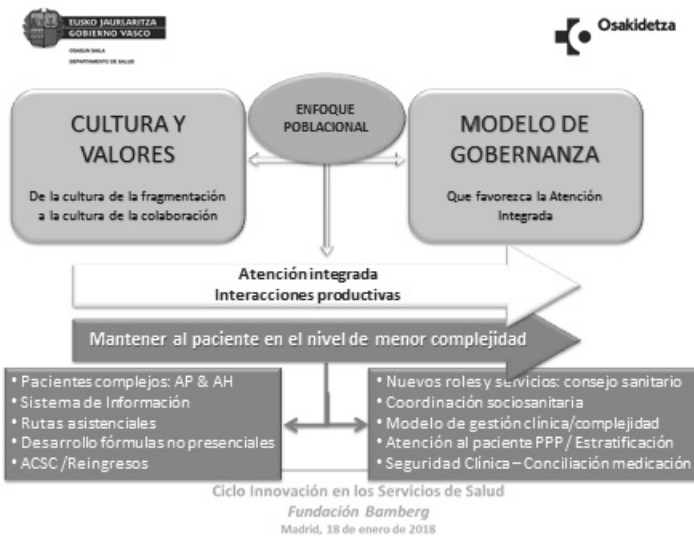 EUSKO JAURLARITZA
GOBIERNO VASCO
OSASUN SAILA
DEPARTAMENTO DE SALUD
Osakidetza
ENFOQUE
POBLACIONAL
CULTURA Y
VALORES
De la cultura de la fragmentación
a la cultura de la colaboración
MODELO DE
GOBERNANZA
Que favorezca la Atención
Integrada
Atención integrada
Interacciones productivas
Mantener al paciente en el nivel de menor complejidad
• Pacientes complejos: AP & AH
• Sistema de Información
• Rutas asistenciales
• Desarrollo fórmulas no presenciales
• ACSC /Reingresos
• Nuevos roles y servicios: consejo sanitario
• Coordinación sociosanitaria
• Modelo de gestión clínica/complejidad
• Atención al paciente PPP / Estratificación
• Seguridad Clínica – Conciliación medicación
Ciclo Innovación en los Servicios de Salud
Fundación Bamberg
Madrid, 18 de enero de 2018